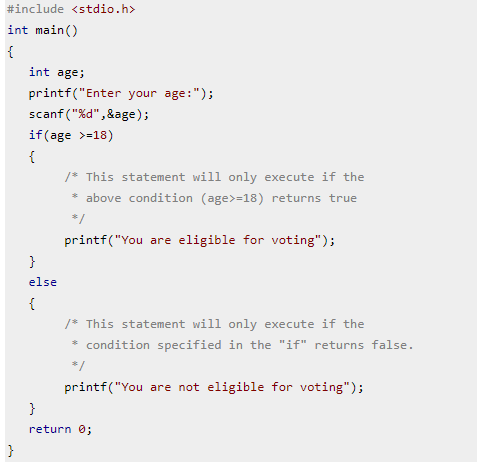 #include <stdio.h>
int main()
{
   int age;
   printf("Enter your age:");
   scanf("%d",&age);
   if(age >=18)
   {
        /* This statement will only execute if the
         * above condition (age>=18) returns true
         */
        printf("You are eligible for voting");
   }
   else
   {
        /* This statement will only execute if the
         * condition specified in the "if" returns false.
         */
        printf("You are not eligible for voting");
   }
   return 0;
}